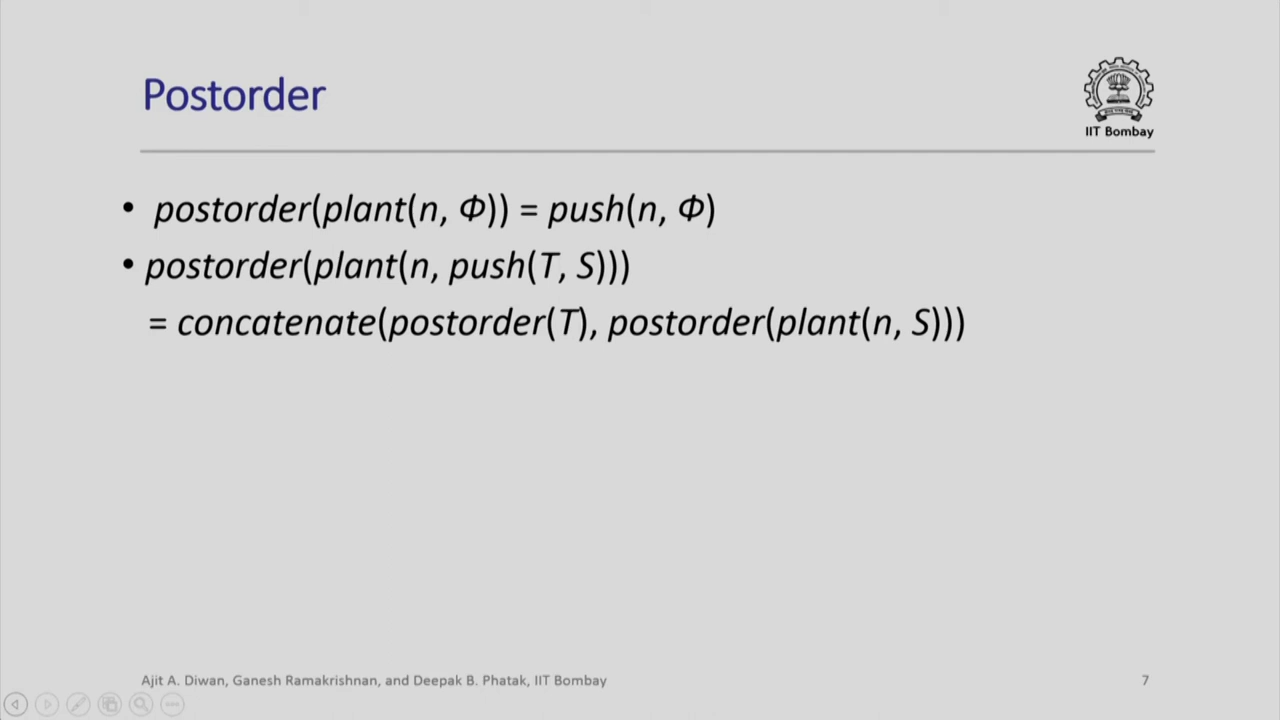 Postorder
IIT Bombay
• postorder(plant(n, Φ)) = push(n, Φ)
• postorder(plant(n, push(T, S)))
= concatenate(postorder(T), postorder(plant(n, S)))
Ajit A. Diwan, Ganesh Ramakrishnan, and Deepak B. Phatak, IIT Bombay
7